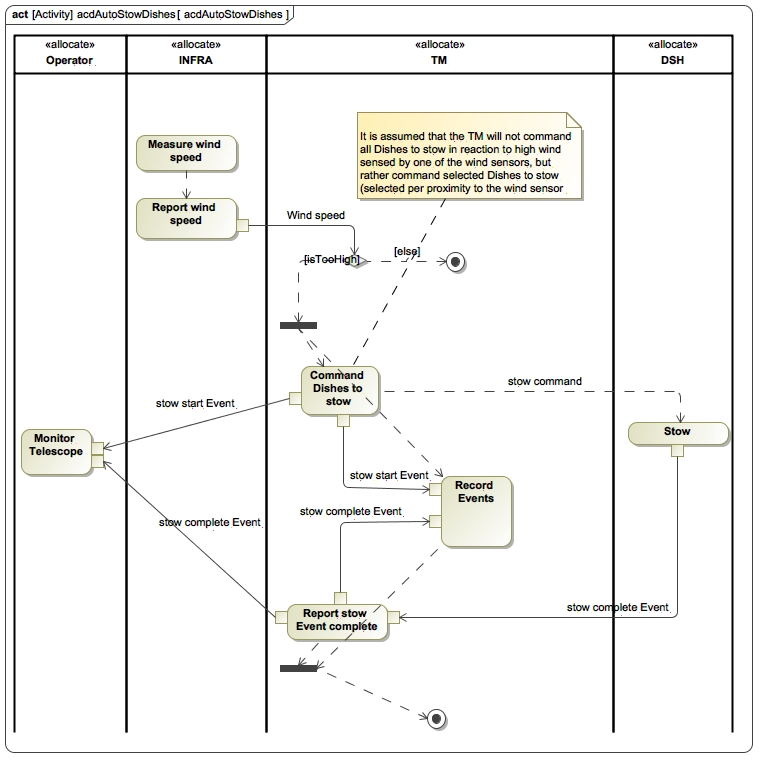 act [Activity] acdAutoStowDishes[ acdAutoStowDishes ]
«allocate»
Operator
«allocate»
INFRA
«allocate»
TM
«allocate»
DSH
Measure wind
speed
It is assumed that the TM will not command
all Dishes to stow in reaction to high wind
sensed by one of the wind sensors, but
rather command selected Dishes to stow
(selected per proximity to the wind sensor
Report wind
speed
Wind speed
[isTooHigh]
[else]
Command
Dishes to
stow
stow command
stow start Event
Monitor
Telescope
Stow
stow start Event
Record
Events
stow complete Event
stow complete Event
Report stow
Event complete
stow complete Event